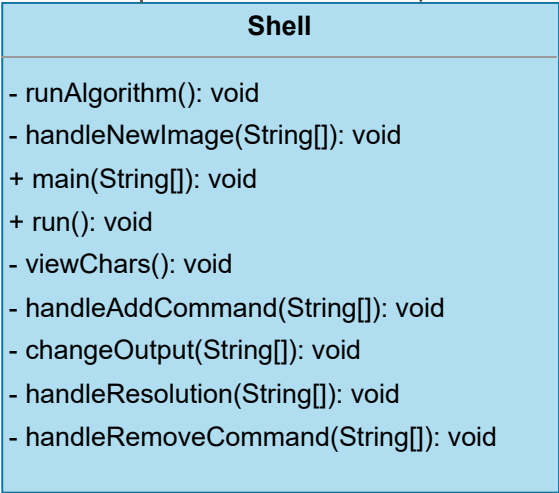 Shell
- runAlgorithm(): void
- handleNewImage(String[]): void
+ main(String[]): void
+ run(): void
- viewChars(): void
- handleAddCommand(String[]): void
- changeOutput(String[]): void
- handleResolution(String[]): void
- handleRemoveCommand(String[]): void